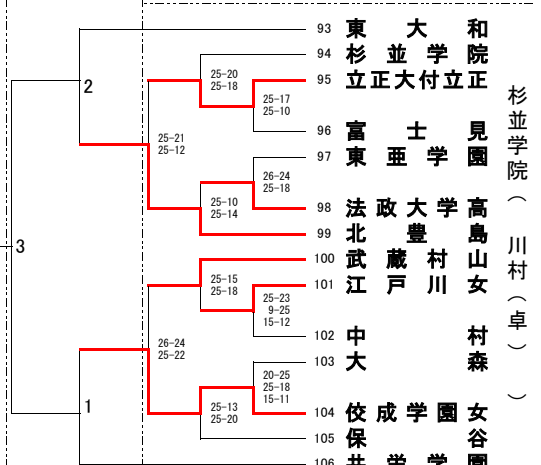 93 東大和
94 杉並学院
2
25-20
25-18
95 立正大付立正
25-17
25-10
96 富士見
25-21
25-12
97 東亜学園
26-24
25-18
98 法政大学高
25-10
25-14
99 北豊島
3
100 武蔵村山
25-15
25-18
101 江戸川女
25-23
9-25
15-12
102 中村
26-24
25-22
103 大森
20-25
25-18
15-11
1
104 佼成学園女
25-13
25-20
105 保谷
106 共栄学園
杉並学院(川村(卓))